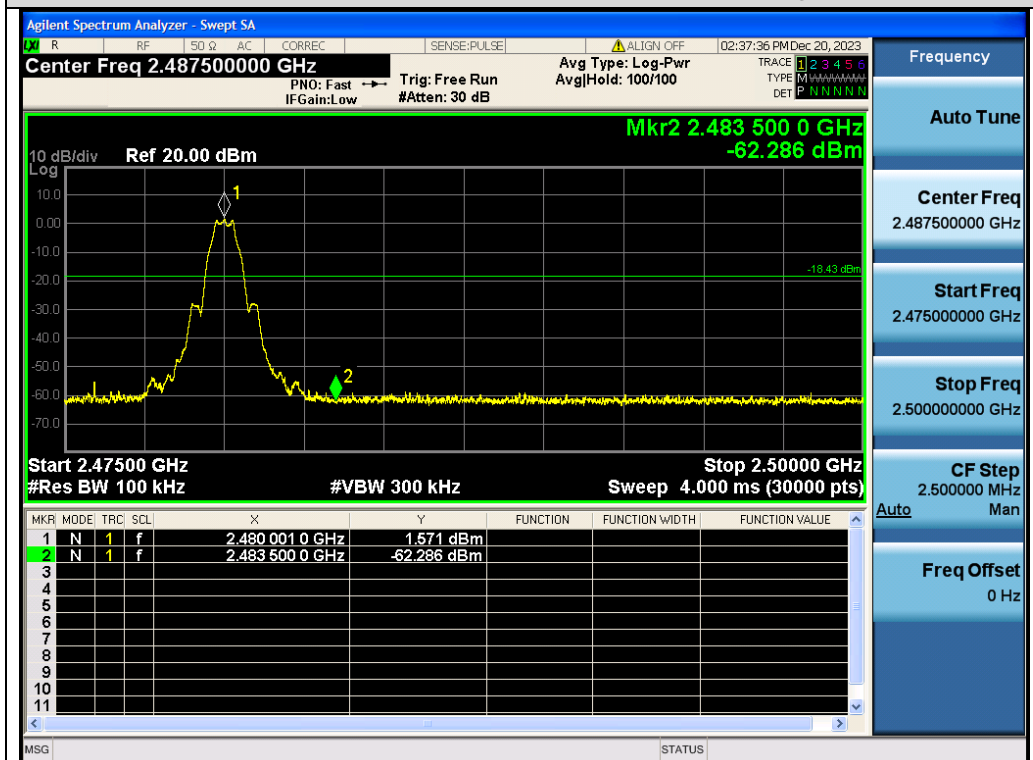 Agilent Spectrum Analyzer - Swept SA
LXI R RF 50 Ω AC CORREC SENSE:PULSE ALIGN OFF 02:37:36 PM Dec 20, 2023
Center Freq 2.487500000 GHz
PNO: Fast
IFGain:Low
Trig: Free Run
#Atten: 30 dB
Avg Type: Log-Pwr
Avg|Hold: 100/100
TRACE 1 2 3 4 5 6
TYPE M
DET P N N N N N
Mkr2 2.483 500 0 GHz
-62.286 dBm
10 dB/div Ref 20.00 dBm
Log
10.0
0.00
-10.0
-20.0
-30.0
-40.0
-50.0
-60.0
-70.0
1
-18.43 dBm
2
Start 2.47500 GHz Stop 2.50000 GHz
#Res BW 100 kHz #VBW 300 kHz Sweep 4.000 ms (30000 pts)
MKR MODE TRC SCL X Y FUNCTION FUNCTION WIDTH FUNCTION VALUE
1 N 1 f 2.480 001 0 GHz 1.571 dBm
2 N 1 f 2.483 500 0 GHz -62.286 dBm
3
4
5
6
7
8
9
10
11
MSG STATUS
Frequency
Auto Tune
Center Freq
2.487500000 GHz
Start Freq
2.475000000 GHz
Stop Freq
2.500000000 GHz
CF Step
2.500000 MHz
Auto Man
Freq Offset
0 Hz